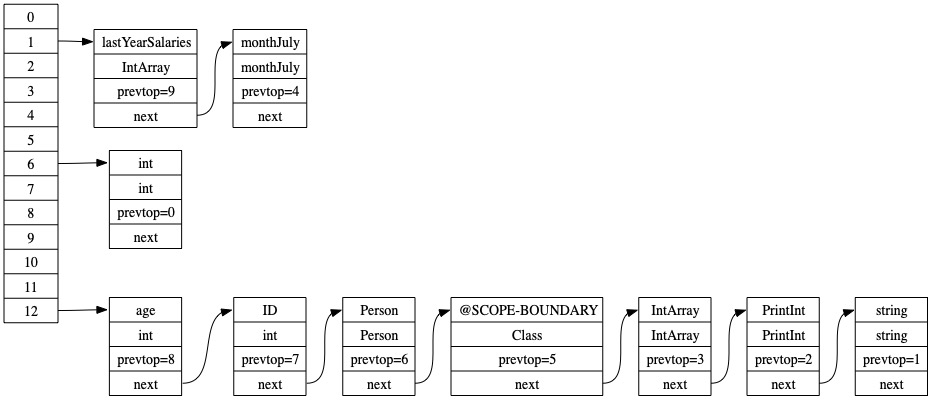 0
1
2
3
4
5
6
7
8
9
10
11
12
lastYearSalaries
IntArray
prevtop=9
next
monthJuly
monthJuly
prevtop=4
next
int
int
prevtop=0
next
age
int
prevtop=8
next
ID
int
prevtop=7
next
Person
Person
prevtop=6
next
@SCOPE-BOUNDARY
Class
prevtop=5
next
IntArray
IntArray
prevtop=3
next
PrintInt
PrintInt
prevtop=2
next
string
string
prevtop=1
next